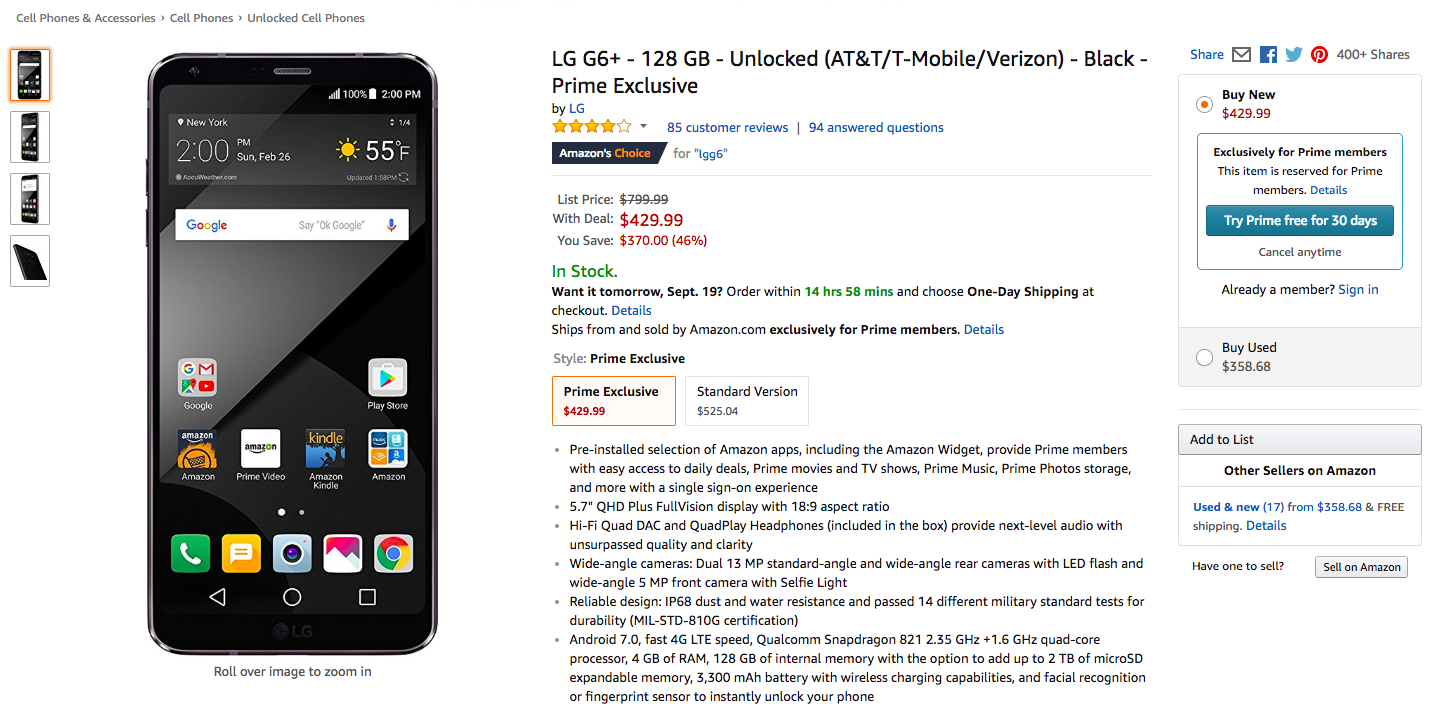 Cell Phones & Accessories › Cell Phones › Unlocked Cell Phones
100% 2:00 PM
New York
1/4
2:00 PM
Sun, Feb 26
55°F
AccuWeather.com
Updated 1:58PM
Google Say "Ok Google"
Google
Play Store
amazon
amazon
kindle
Amazon
Prime Video
Amazon Kindle
Amazon
LG
Roll over image to zoom in
LG G6+ - 128 GB - Unlocked (AT&T/T-Mobile/Verizon) - Black -
Prime Exclusive
by LG
85 customer reviews | 94 answered questions
Amazon's Choice for "lgg6"
List Price: $799.99
With Deal: $429.99
You Save: $370.00 (46%)
In Stock.
Want it tomorrow, Sept. 19? Order within 14 hrs 58 mins and choose One-Day Shipping at
checkout. Details
Ships from and sold by Amazon.com exclusively for Prime members. Details
Style: Prime Exclusive
Prime Exclusive
$429.99
Standard Version
$525.04
• Pre-installed selection of Amazon apps, including the Amazon Widget, provide Prime members
with easy access to daily deals, Prime movies and TV shows, Prime Music, Prime Photos storage,
and more with a single sign-on experience
• 5.7" QHD Plus FullVision display with 18:9 aspect ratio
• Hi-Fi Quad DAC and QuadPlay Headphones (included in the box) provide next-level audio with
unsurpassed quality and clarity
• Wide-angle cameras: Dual 13 MP standard-angle and wide-angle rear cameras with LED flash and
wide-angle 5 MP front camera with Selfie Light
• Reliable design: IP68 dust and water resistance and passed 14 different military standard tests for
durability (MIL-STD-810G certification)
• Android 7.0, fast 4G LTE speed, Qualcomm Snapdragon 821 2.35 GHz +1.6 GHz quad-core
processor, 4 GB of RAM, 128 GB of internal memory with the option to add up to 2 TB of microSD
expandable memory, 3,300 mAh battery with wireless charging capabilities, and facial recognition
or fingerprint sensor to instantly unlock your phone
Share 400+ Shares
Buy New
$429.99
Exclusively for Prime members
This item is reserved for Prime
members. Details
Try Prime free for 30 days
Cancel anytime
Already a member? Sign in
Buy Used
$358.68
Add to List
Other Sellers on Amazon
Used & new (17) from $358.68 & FREE
shipping. Details
Have one to sell? Sell on Amazon